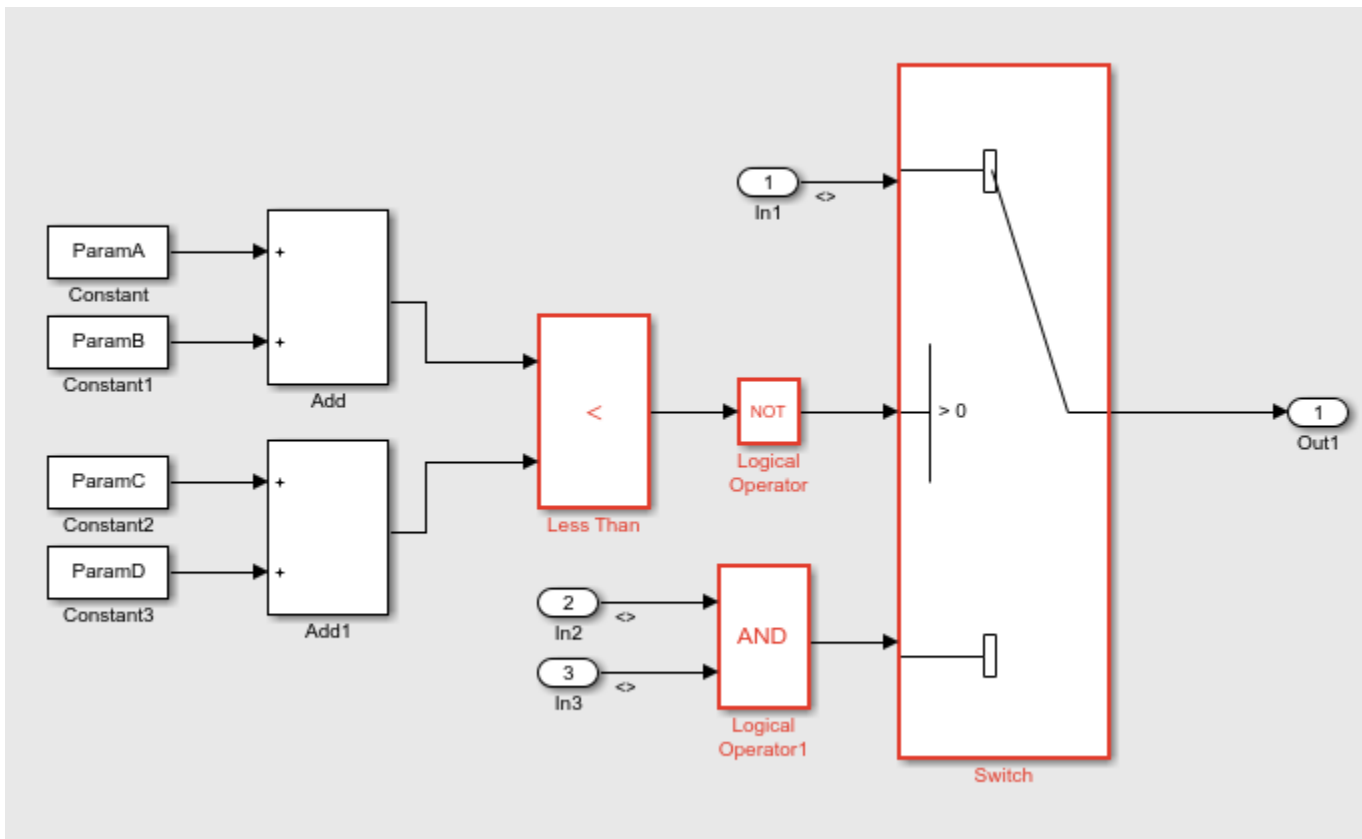 1
<>
In1
ParamA
+
Constant
ParamB
+
Constant1
Add
<
NOT
> 0
1
Out1
Logical
Operator
Less Than
ParamC
+
Constant2
ParamD
+
Constant3
Add1
2
<>
In2
3
<>
In3
AND
Logical
Operator1
Switch